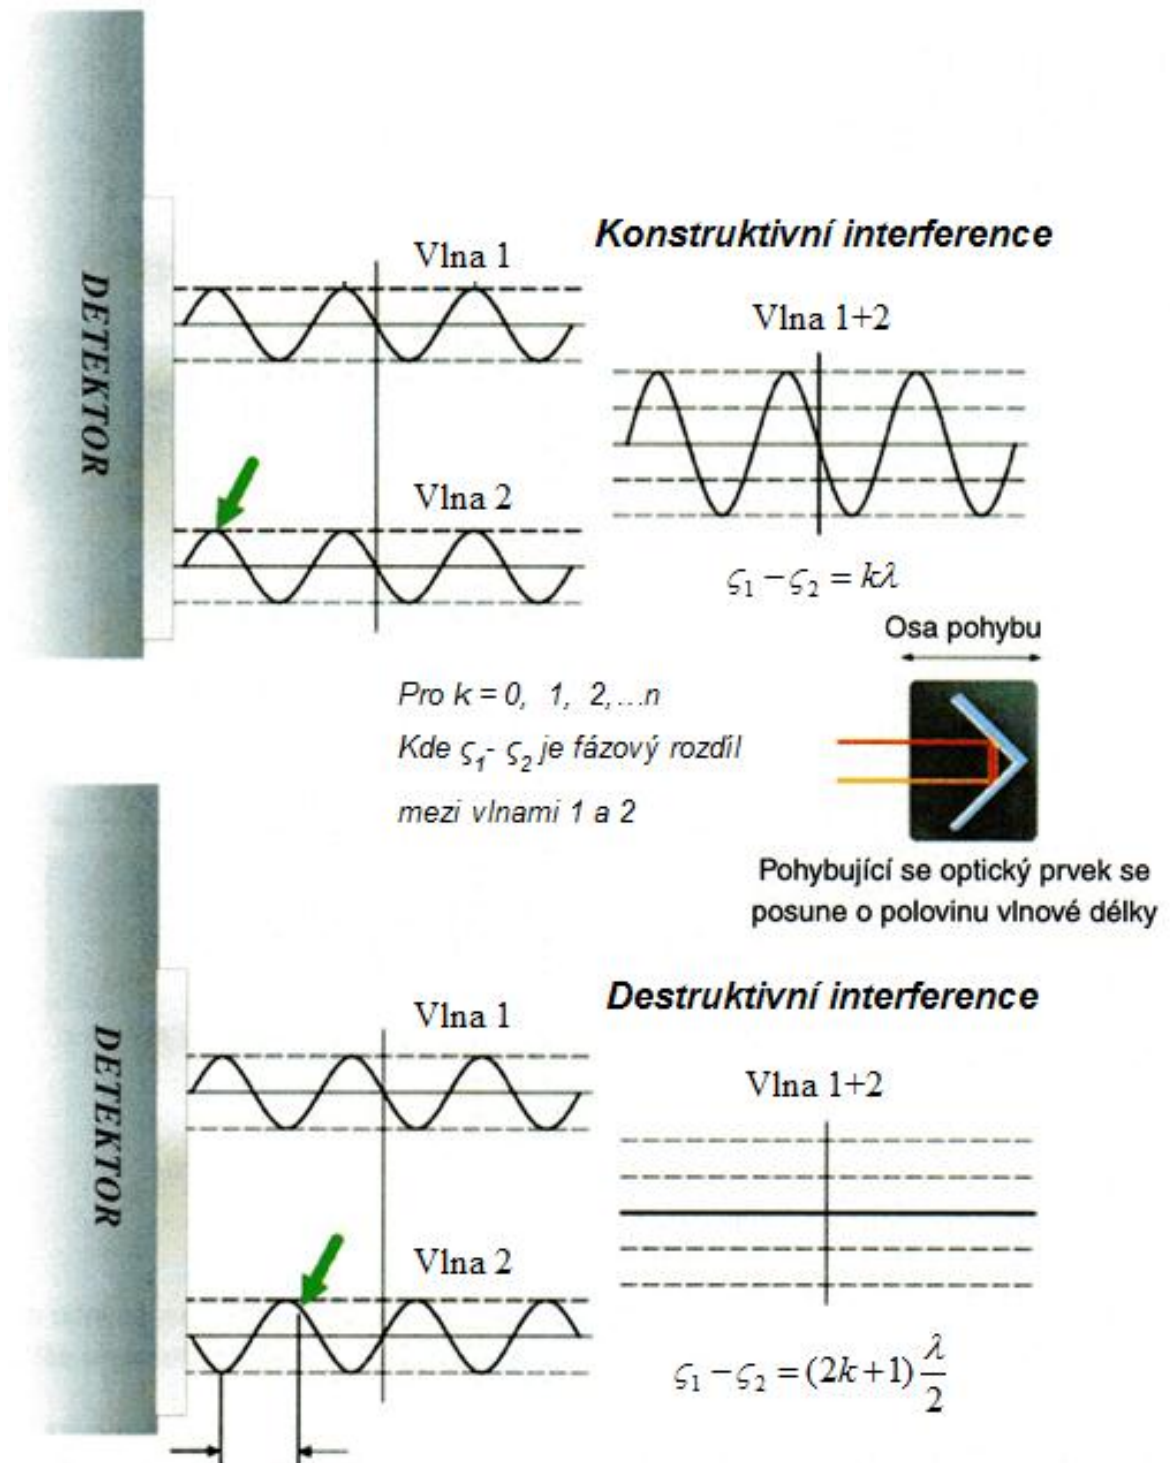 DETEKTOR
Konstruktivní interference
Vlna 1
Vlna 1+2
Vlna 2
ς₁ − ς₂ = kλ
Osa pohybu
Pro k = 0, 1, 2,...n
Kde ς₁- ς₂ je fázový rozdíl
mezi vlnami 1 a 2
Pohybující se optický prvek se
posune o polovinu vlnové délky
DETEKTOR
Destruktivní interference
Vlna 1
Vlna 1+2
Vlna 2
ς₁ − ς₂ = (2k+1) λ/2